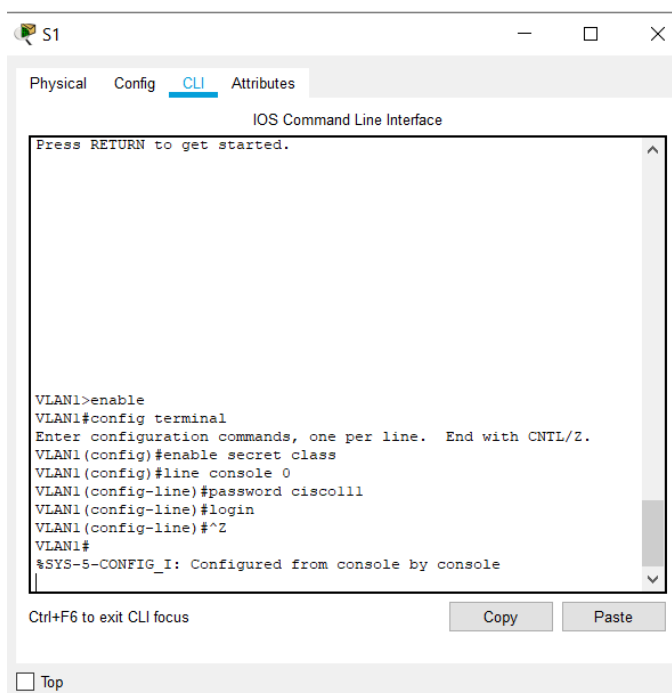 S1
Physical Config CLI Attributes
IOS Command Line Interface
Press RETURN to get started.
VLAN1>enable
VLAN1#config terminal
Enter configuration commands, one per line.  End with CNTL/Z.
VLAN1(config)#enable secret class
VLAN1(config)#line console 0
VLAN1(config-line)#password cisco111
VLAN1(config-line)#login
VLAN1(config-line)#^Z
VLAN1#
%SYS-5-CONFIG_I: Configured from console by console
Ctrl+F6 to exit CLI focus
Copy Paste
Top